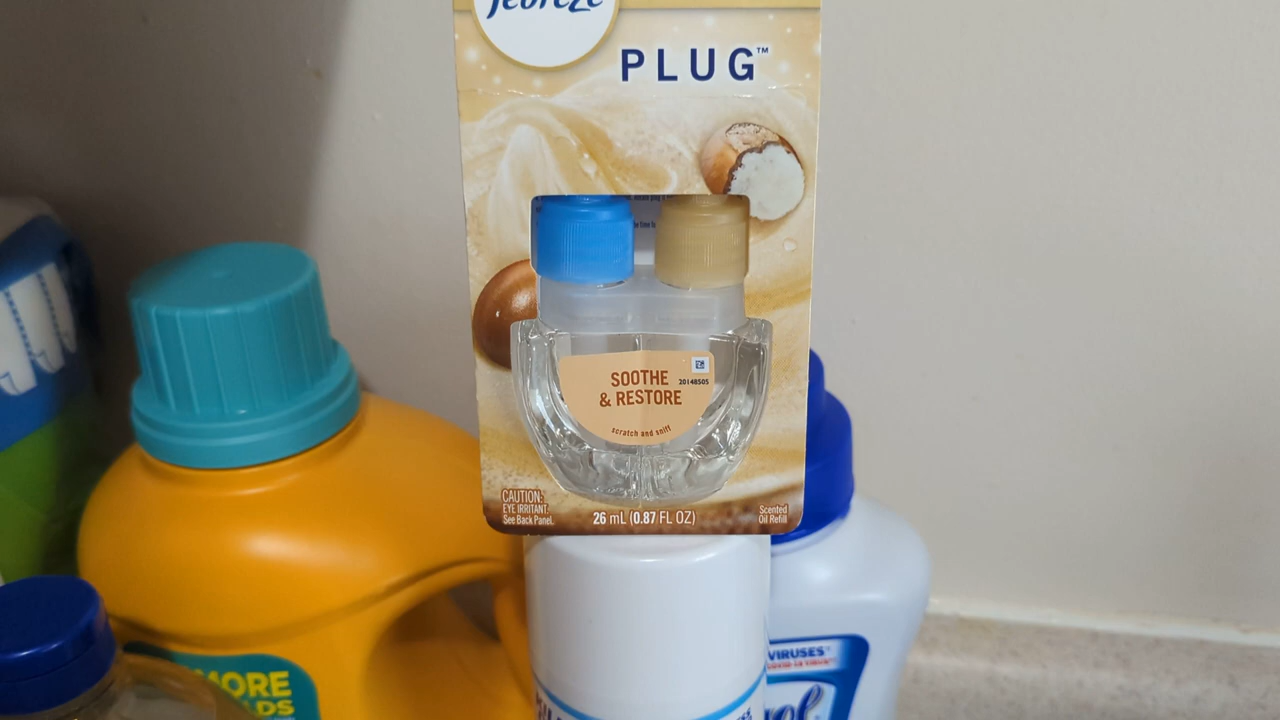 febreze
PLUG™
SOOTHE
& RESTORE
20148505
scratch and sniff
CAUTION:
EYE IRRITANT.
See Back Panel.
26 mL (0.87 FL OZ)
Scented
Oil Refill
MORE
VIRUSES